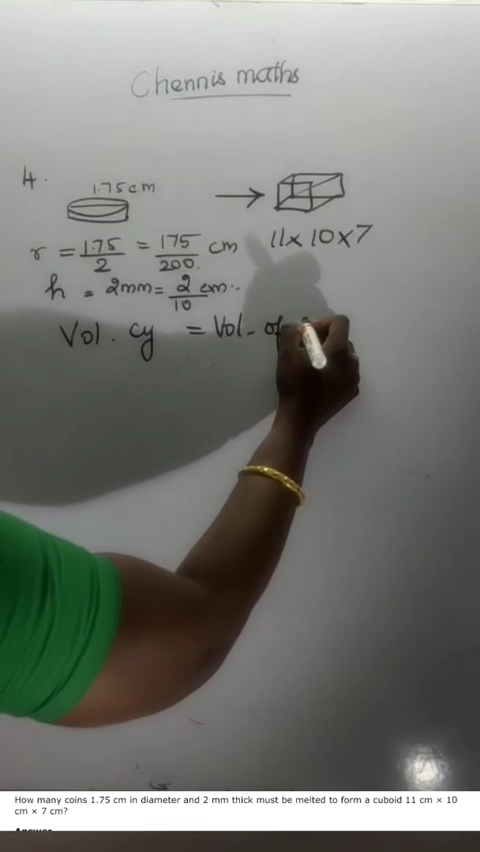 Chennis maths
4.
1.75cm
r = 1.75/2 = 175/200. cm
11x10x7
h = 2mm = 2/10 cm.
Vol. cy = Vol- of
How many coins 1.75 cm in diameter and 2 mm thick must be melted to form a cuboid 11 cm × 10
cm × 7 cm?